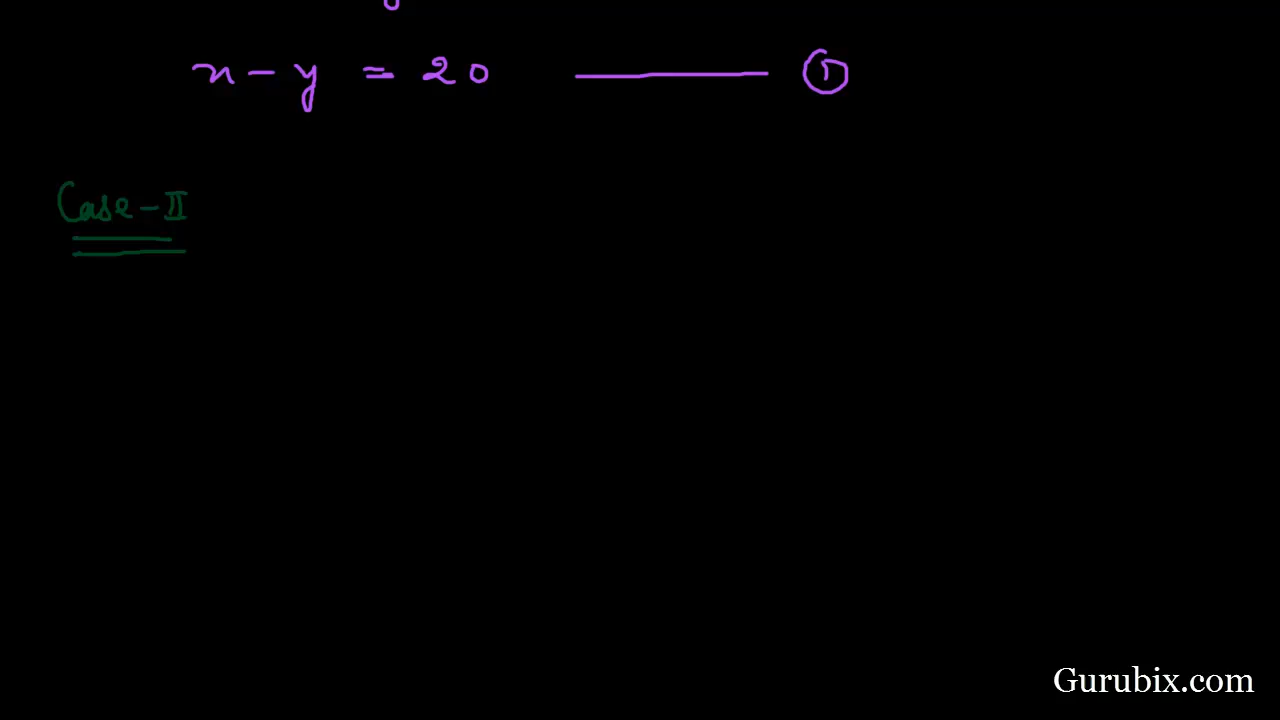 x - y = 20 ——— ①
Case - II
Gurubix.com